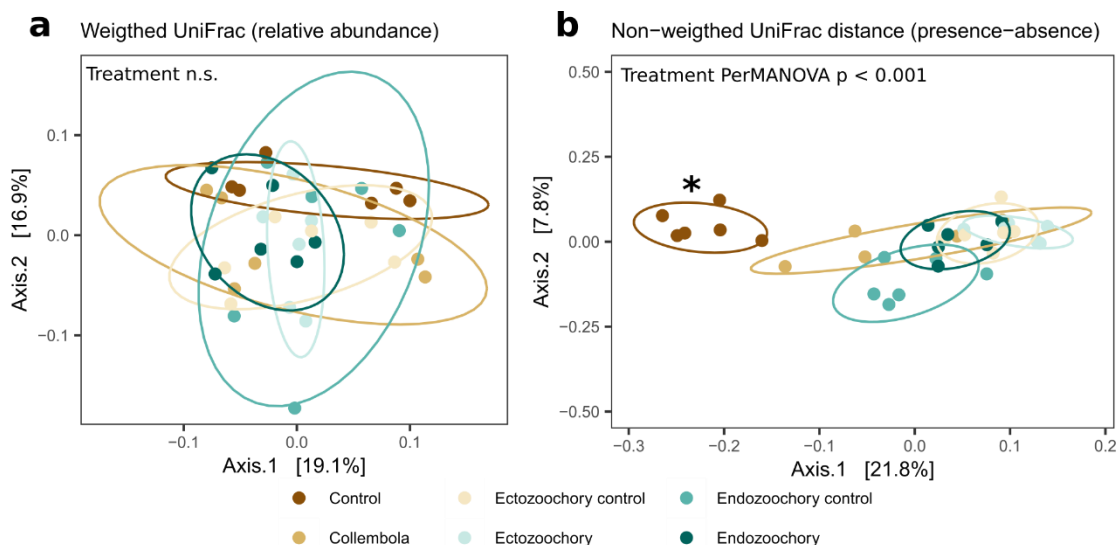 a Weigthed UniFrac (relative abundance)
Treatment n.s.
0.1
0.0
−0.1
Axis.2 [16.9%]
−0.1 0.0 0.1
Axis.1 [19.1%]
b Non−weigthed UniFrac distance (presence−absence)
Treatment PerMANOVA p < 0.001
*
0.50
0.25
0.00
−0.25
−0.50
Axis.2 [7.8%]
−0.3 −0.2 −0.1 0.0 0.1 0.2
Axis.1 [21.8%]
Control Ectozoochory control Endozoochory control
Collembola Ectozoochory Endozoochory